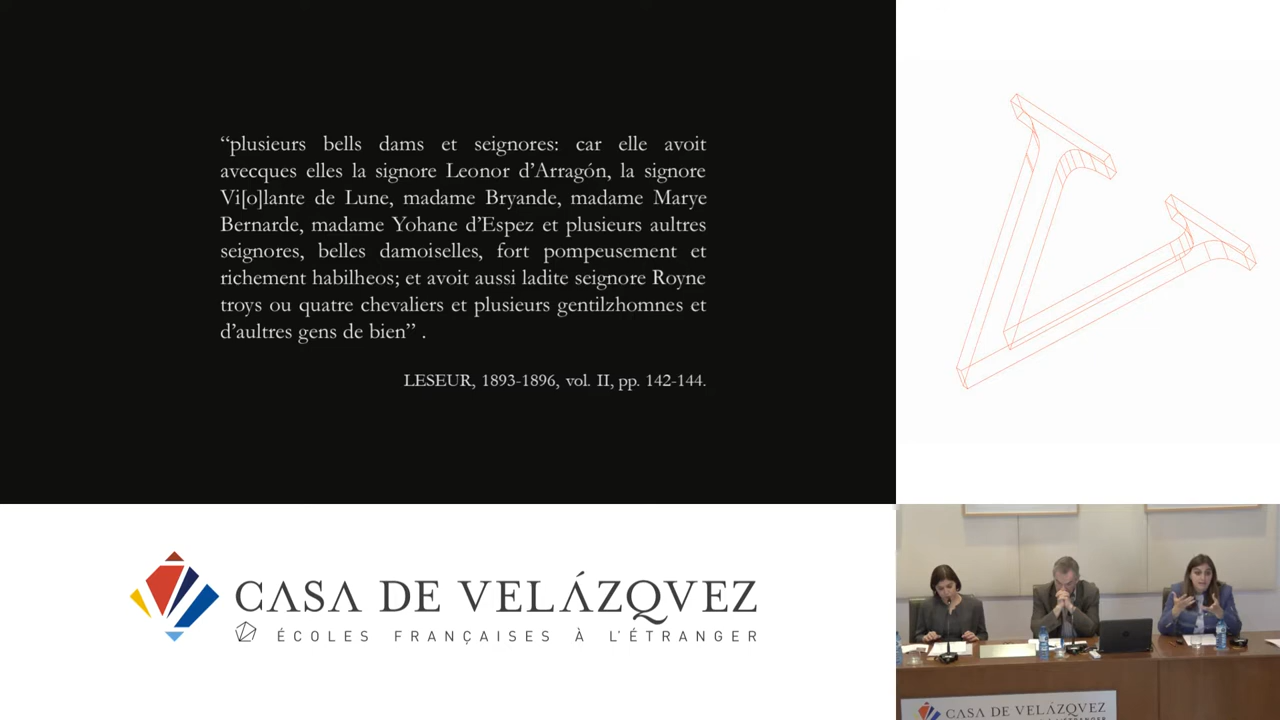 “plusieurs bells dams et seignores: car elle avoit
avecques elles la signore Leonor d’Arragón, la signore
Vi[o]lante de Lune, madame Bryande, madame Marye
Bernarde, madame Yohane d’Espez et plusieurs aultres
seignores, belles damoiselles, fort pompeusement et
richement habilheos; et avoit aussi ladite seignore Royne
troys ou quatre chevaliers et plusieurs gentilzhomnes et
d’aultres gens de bien” .
LESEUR, 1893-1896, vol. II, pp. 142-144.
CASA DE VELÁZQVEZ
ÉCOLES FRANÇAISES À L'ÉTRANGER
CASA DE VELÁZQVEZ